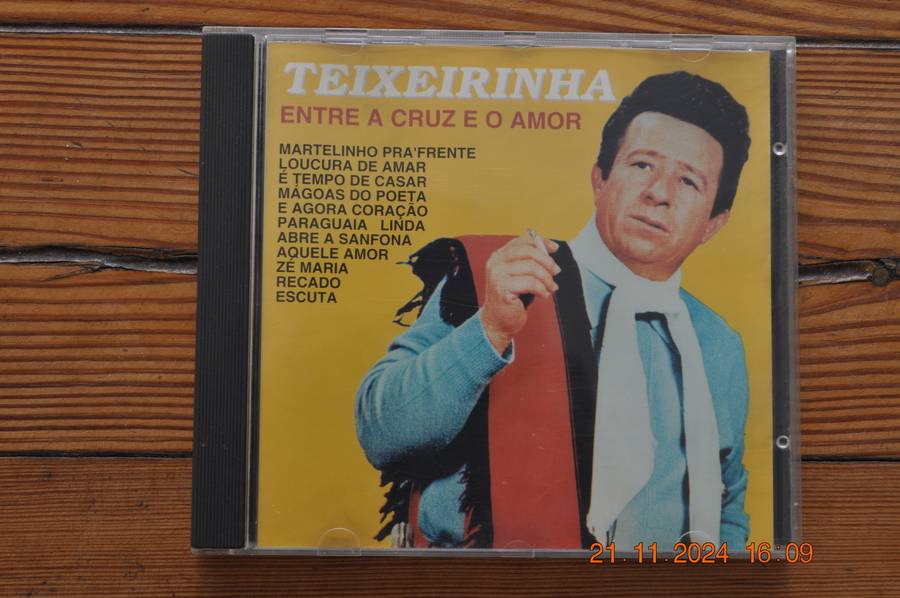 TEIXEIRINHA
ENTRE A CRUZ E O AMOR
MARTELINHO PRA'FRENTE
LOUCURA DE AMAR
É TEMPO DE CASAR
MÁGOAS DO POETA
E AGORA CORAÇÃO
PARAGUAIA LINDA
ABRE A SANFONA
AQUELE AMOR
ZÉ MARIA
RECADO
ESCUTA
21.11.2024 16:09